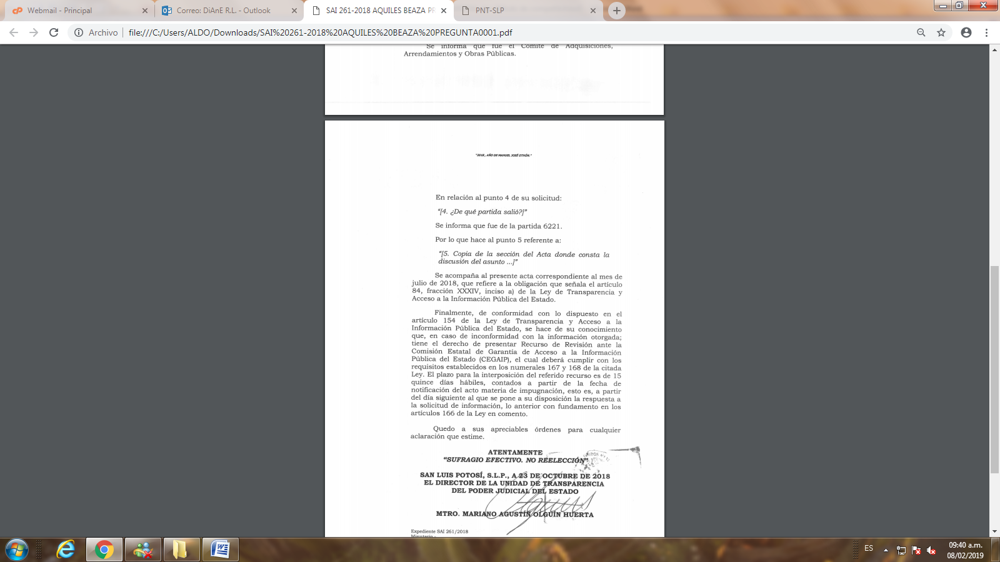 Webmail - Principal
Correo: DiAnE R.L. - Outlook
SAI 261-2018 AQUILES BEAZA PR
PNT-SLP
Archivo
file:///C:/Users/ALDO/Downloads/SAI%20261-2018%20AQUILES%20BEAZA%20PREGUNTA0001.pdf
Se informa que fue el Comité de Adquisiciones,
Arrendamientos y Obras Públicas.
"2018, AÑO DE MANUEL JOSÉ OTHÓN."
En relación al punto 4 de su solicitud:
"[4. ¿De qué partida salió?]"
Se informa que fue de la partida 6221.
Por lo que hace al punto 5 referente a:
"[5. Copia de la sección del Acta donde consta la
discusión del asunto ...]"
Se acompaña al presente acta correspondiente al mes de
julio de 2018, que refiere a la obligación que señala el artículo
84, fracción XXXIV, inciso a) de la Ley de Transparencia y
Acceso a la Información Pública del Estado.
Finalmente, de conformidad con lo dispuesto en el
artículo 154 de la Ley de Transparencia y Acceso a la
Información Pública del Estado, se hace de su conocimiento
que, en caso de inconformidad con la información otorgada;
tiene el derecho de presentar Recurso de Revisión ante la
Comisión Estatal de Garantía de Acceso a la Información
Pública del Estado (CEGAIP), el cual deberá cumplir con los
requisitos establecidos en los numerales 167 y 168 de la citada
Ley. El plazo para la interposición del referido recurso es de 15
quince días hábiles, contados a partir de la fecha de
notificación del acto materia de impugnación, esto es, a partir
del día siguiente al que se pone a su disposición la respuesta a
la solicitud de información, lo anterior con fundamento en los
artículos 166 de la Ley en comento.
Quedo a sus apreciables órdenes para cualquier
aclaración que estime.
ATENTAMENTE
"SUFRAGIO EFECTIVO. NO REELECCIÓN"
SAN LUIS POTOSÍ, S.L.P., A 23 DE OCTUBRE DE 2018
EL DIRECTOR DE LA UNIDAD DE TRANSPARENCIA
DEL PODER JUDICIAL DEL ESTADO
MTRO. MARIANO AGUSTÍN OLGUÍN HUERTA
Expediente SAI 261/2018
Minutario -
ES
09:40 a.m.
08/02/2019